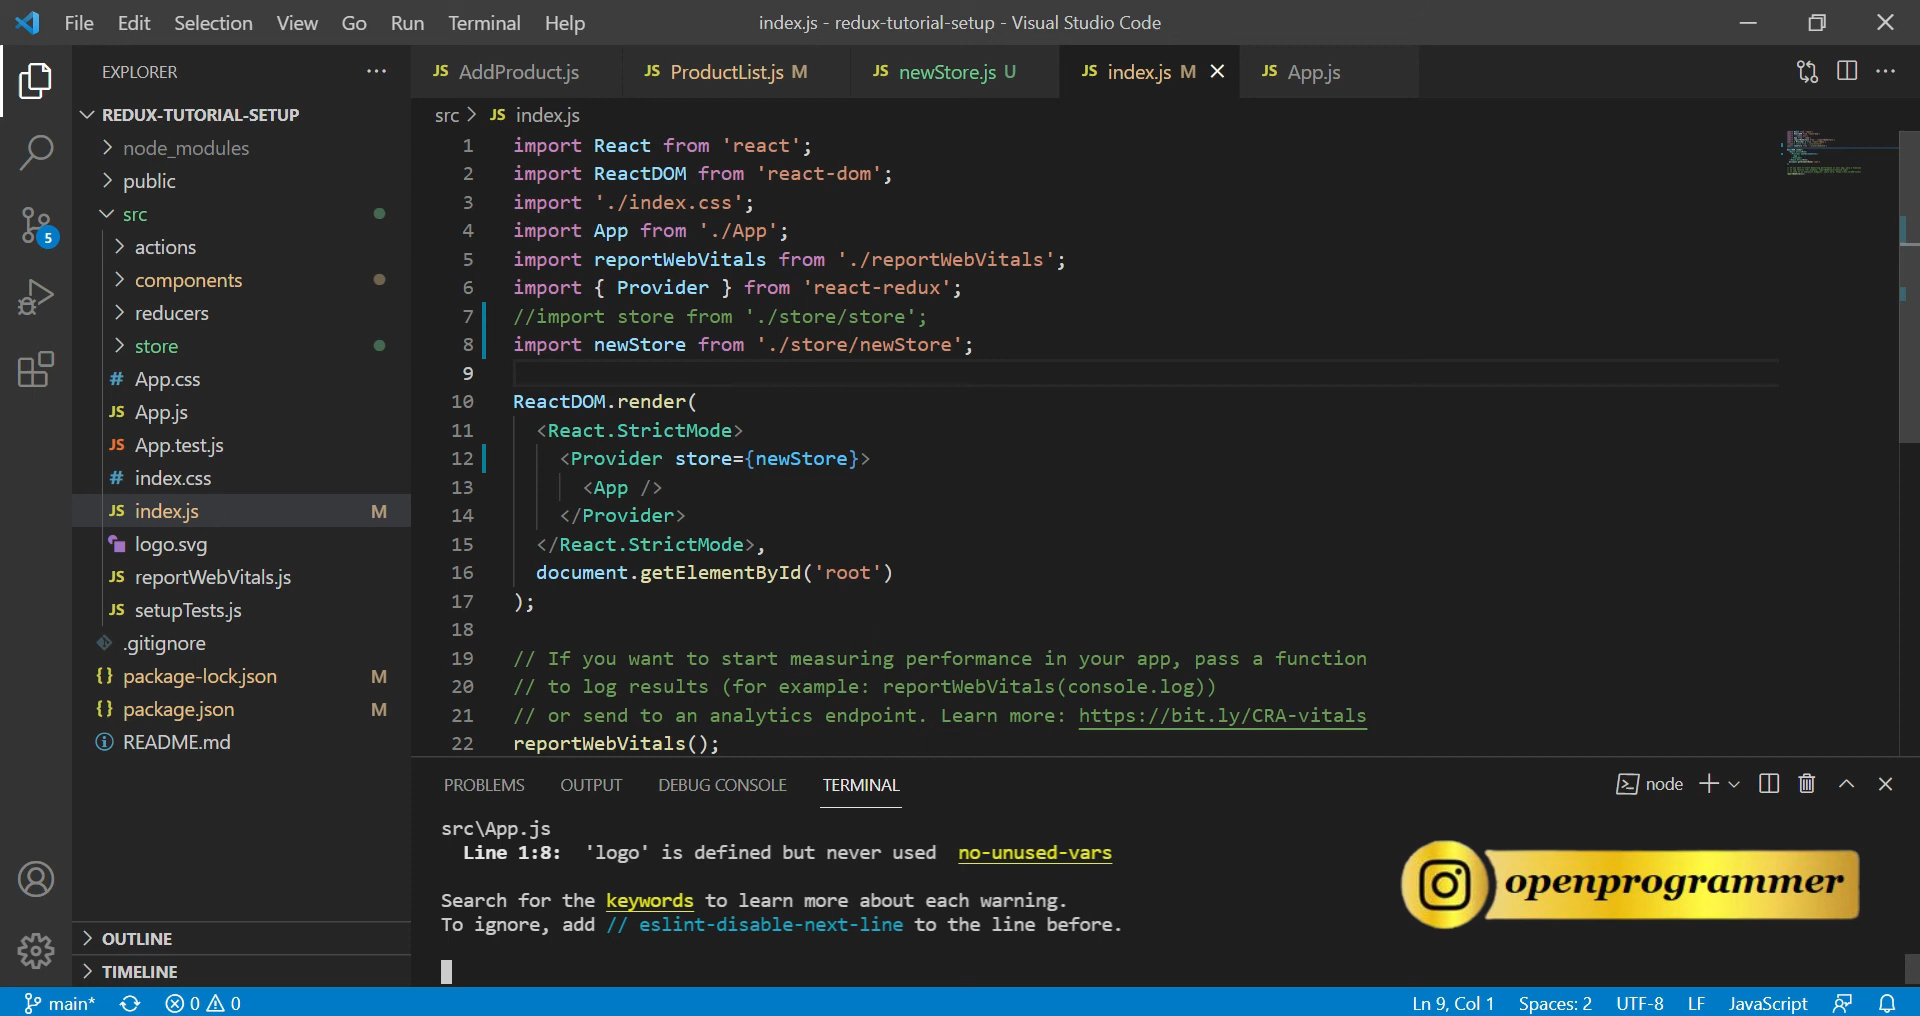 File Edit Selection View Go Run Terminal Help
index.js - redux-tutorial-setup - Visual Studio Code
EXPLORER
REDUX-TUTORIAL-SETUP
node_modules
public
src
actions
components
reducers
store
# App.css
JS App.js
JS App.test.js
# index.css
JS index.js M
logo.svg
JS reportWebVitals.js
JS setupTests.js
.gitignore
{} package-lock.json M
{} package.json M
README.md
OUTLINE
TIMELINE
5
JS AddProduct.js JS ProductList.js M JS newStore.js U JS index.js M JS App.js
src > JS index.js
1 import React from 'react';
2 import ReactDOM from 'react-dom';
3 import './index.css';
4 import App from './App';
5 import reportWebVitals from './reportWebVitals';
6 import { Provider } from 'react-redux';
7 //import store from './store/store';
8 import newStore from './store/newStore';
9
10 ReactDOM.render(
11 <React.StrictMode>
12 <Provider store={newStore}>
13 <App />
14 </Provider>
15 </React.StrictMode>,
16 document.getElementById('root')
17 );
18
19 // If you want to start measuring performance in your app, pass a function
20 // to log results (for example: reportWebVitals(console.log))
21 // or send to an analytics endpoint. Learn more: https://bit.ly/CRA-vitals
22 reportWebVitals();
PROBLEMS OUTPUT DEBUG CONSOLE TERMINAL
node
src\App.js
Line 1:8: 'logo' is defined but never used no-unused-vars
Search for the keywords to learn more about each warning.
To ignore, add // eslint-disable-next-line to the line before.
openprogrammer
main* 0 0
Ln 9, Col 1 Spaces: 2 UTF-8 LF JavaScript